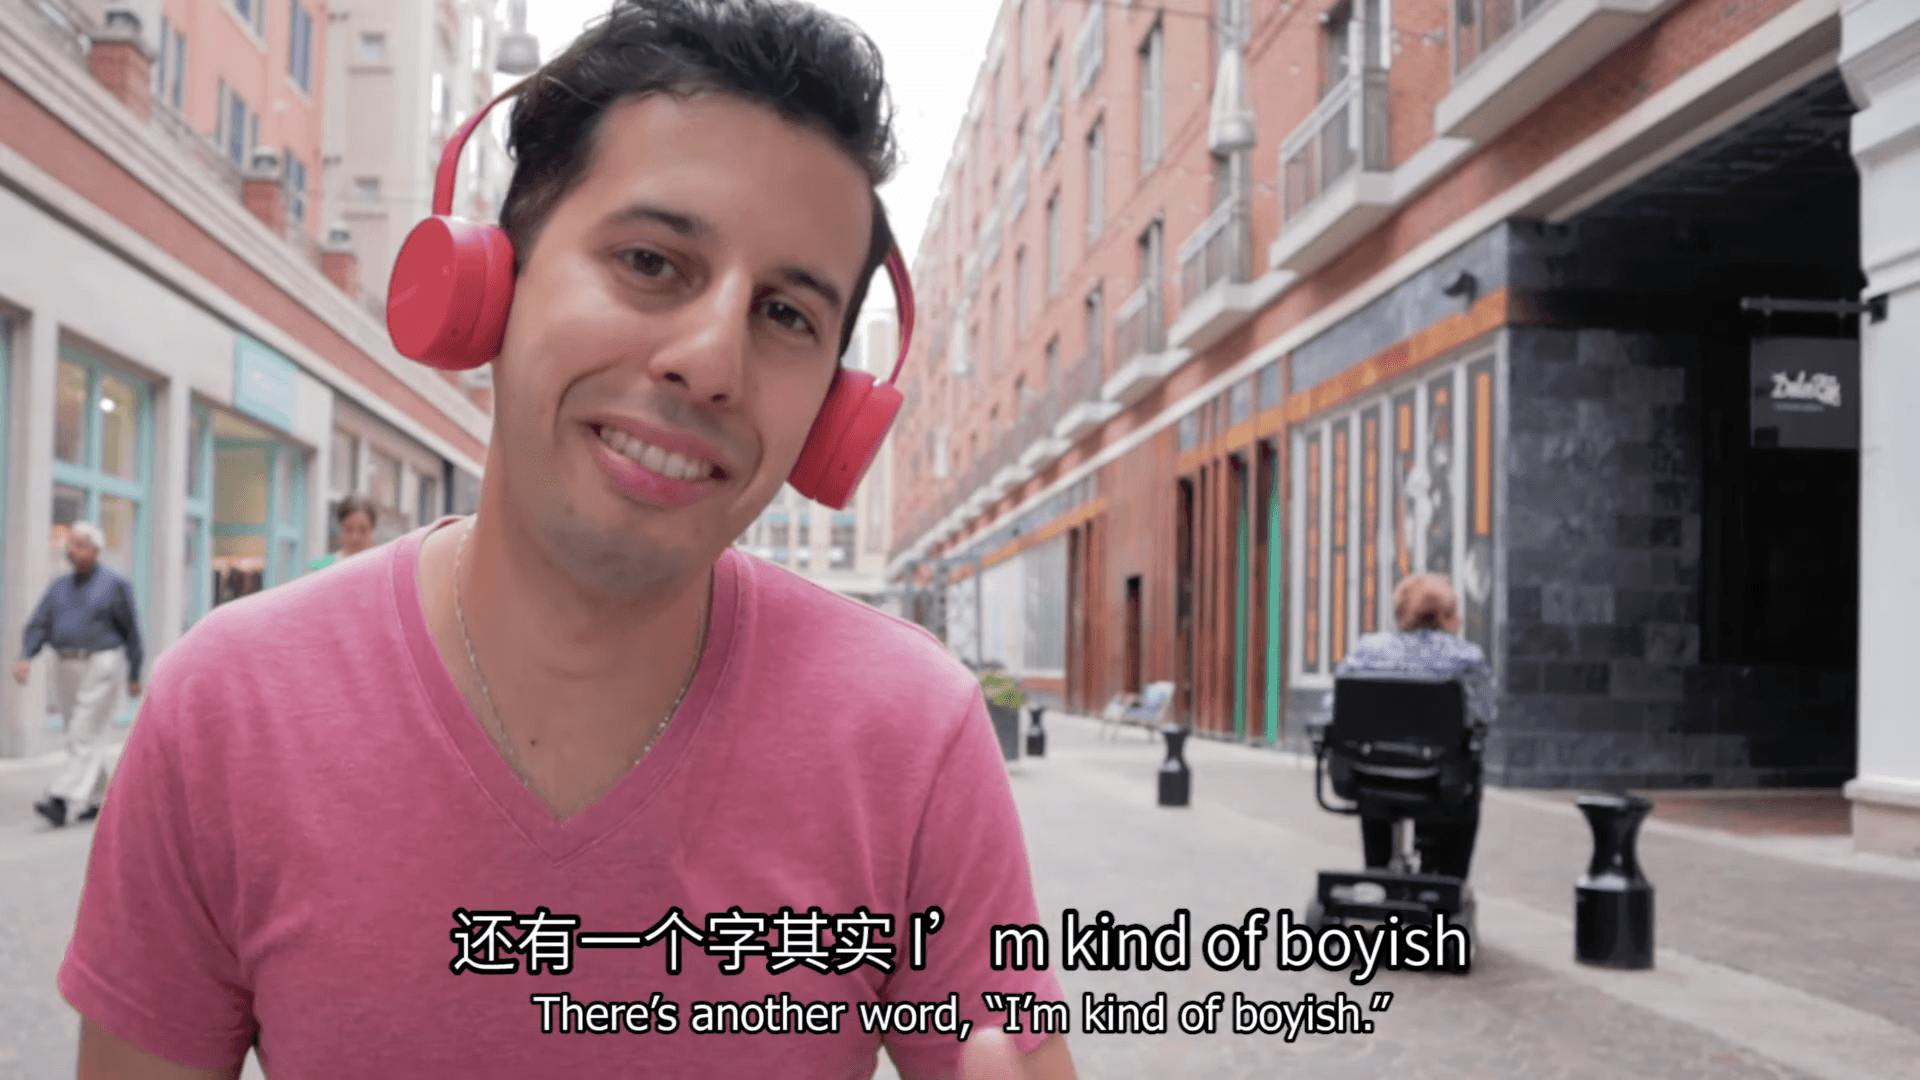 还有一个字其实 I’m kind of boyish
There’s another word, “I’m kind of boyish.”